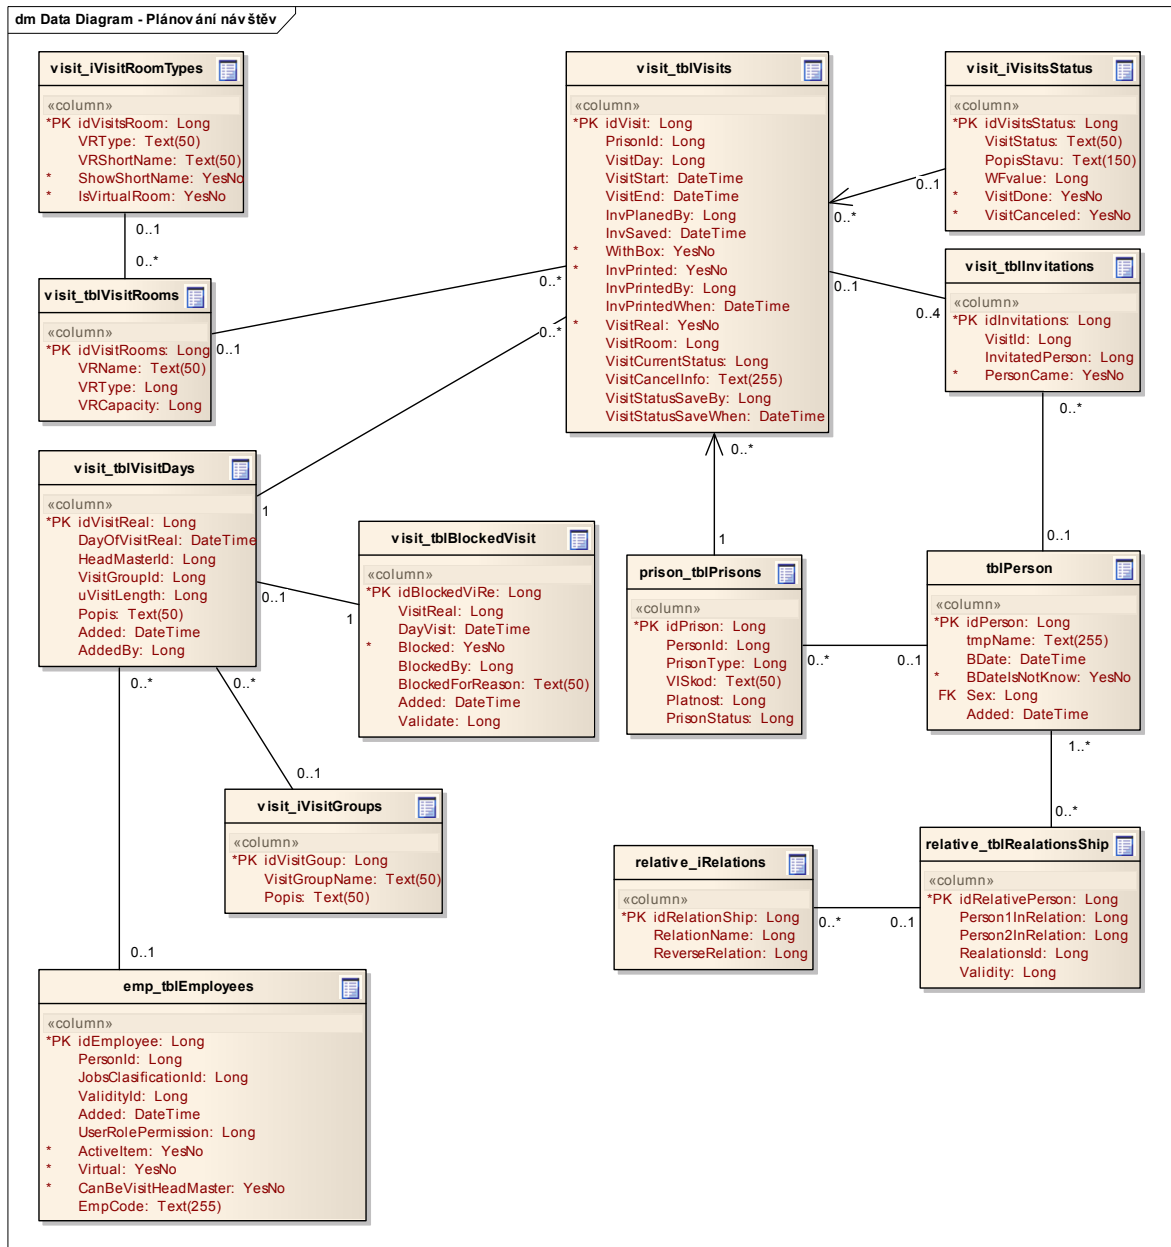 dm Data Diagram - Plánování návštěv
visit_iVisitRoomTypes
«column»
*PK idVisitsRoom: Long
VRType: Text(50)
VRShortName: Text(50)
* ShowShortName: YesNo
* IsVirtualRoom: YesNo
0..1
0..*
visit_tblVisitRooms
«column»
*PK idVisitRooms: Long
VRName: Text(50)
VRType: Long
VRCapacity: Long
0..1
0..*
visit_tblVisits
«column»
*PK idVisit: Long
PrisonId: Long
VisitDay: Long
VisitStart: DateTime
VisitEnd: DateTime
InvPlanedBy: Long
InvSaved: DateTime
* WithBox: YesNo
* InvPrinted: YesNo
InvPrintedBy: Long
InvPrintedWhen: DateTime
* VisitReal: YesNo
VisitRoom: Long
VisitCurrentStatus: Long
VisitCancelInfo: Text(255)
VisitStatusSaveBy: Long
VisitStatusSaveWhen: DateTime
visit_iVisitsStatus
«column»
*PK idVisitsStatus: Long
VisitStatus: Text(50)
PopisStavu: Text(150)
WFvalue: Long
* VisitDone: YesNo
* VisitCanceled: YesNo
0..1
0..*
visit_tblInvitations
«column»
*PK idInvitations: Long
VisitId: Long
InvitatedPerson: Long
* PersonCame: YesNo
0..1
0..4
0..*
0..1
visit_tblVisitDays
«column»
*PK idVisitReal: Long
DayOfVisitReal: DateTime
HeadMasterId: Long
VisitGroupId: Long
uVisitLength: Long
Popis: Text(50)
Added: DateTime
AddedBy: Long
0..*
1
0..1
1
visit_tblBlockedVisit
«column»
*PK idBlockedViRe: Long
VisitReal: Long
DayVisit: DateTime
* Blocked: YesNo
BlockedBy: Long
BlockedForReason: Text(50)
Added: DateTime
Validate: Long
0..*
1
prison_tblPrisons
«column»
*PK idPrison: Long
PersonId: Long
PrisonType: Long
VISkod: Text(50)
Platnost: Long
PrisonStatus: Long
0..*
0..1
tblPerson
«column»
*PK idPerson: Long
tmpName: Text(255)
BDate: DateTime
* BDateIsNotKnow: YesNo
FK Sex: Long
Added: DateTime
1..*
0..*
0..*
0..*
0..1
visit_iVisitGroups
«column»
*PK idVisitGoup: Long
VisitGroupName: Text(50)
Popis: Text(50)
relative_iRelations
«column»
*PK idRelationShip: Long
RelationName: Long
ReverseRelation: Long
0..*
0..1
relative_tblRealationsShip
«column»
*PK idRelativePerson: Long
Person1InRelation: Long
Person2InRelation: Long
RealationsId: Long
Validity: Long
0..1
emp_tblEmployees
«column»
*PK idEmployee: Long
PersonId: Long
JobsClasificationId: Long
ValidityId: Long
Added: DateTime
UserRolePermission: Long
* ActiveItem: YesNo
* Virtual: YesNo
* CanBeVisitHeadMaster: YesNo
EmpCode: Text(255)